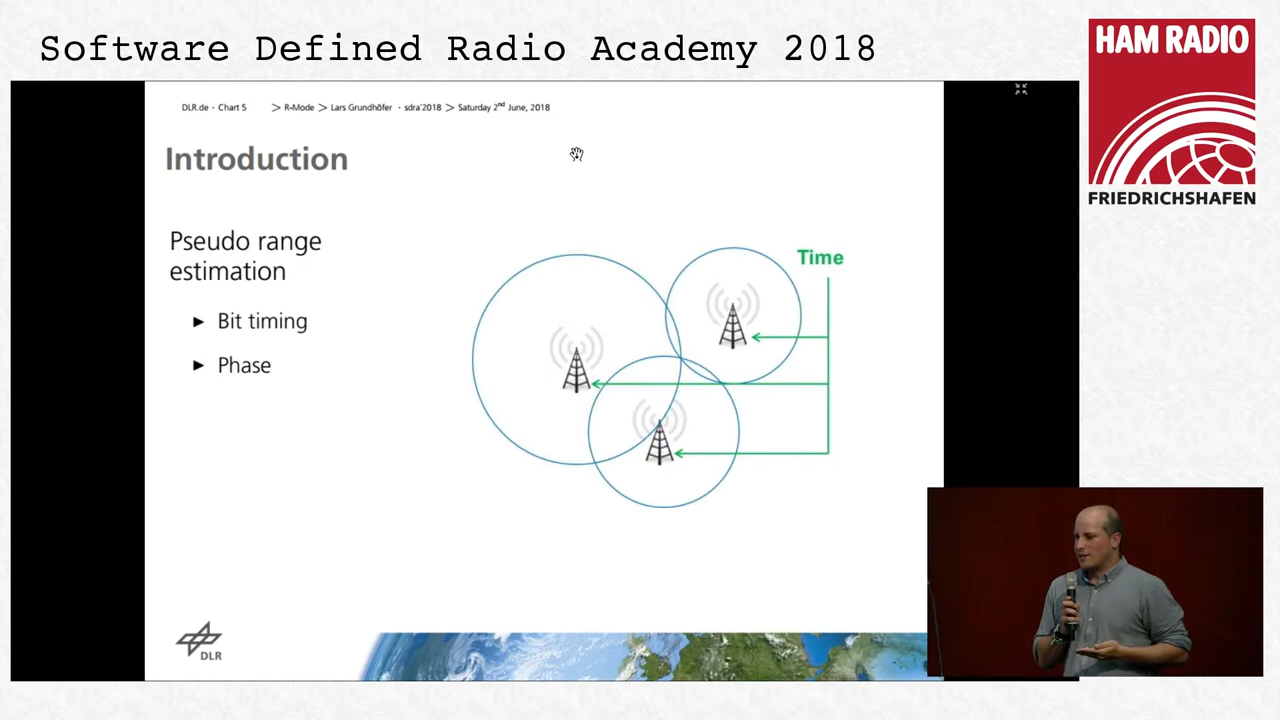 Software Defined Radio Academy 2018
HAM RADIO
FRIEDRICHSHAFEN
DLR.de · Chart 5 > R-Mode > Lars Grundhöfer · sdra'2018 > Saturday 2nd June, 2018
Introduction
Pseudo range
estimation
► Bit timing
► Phase
Time
DLR